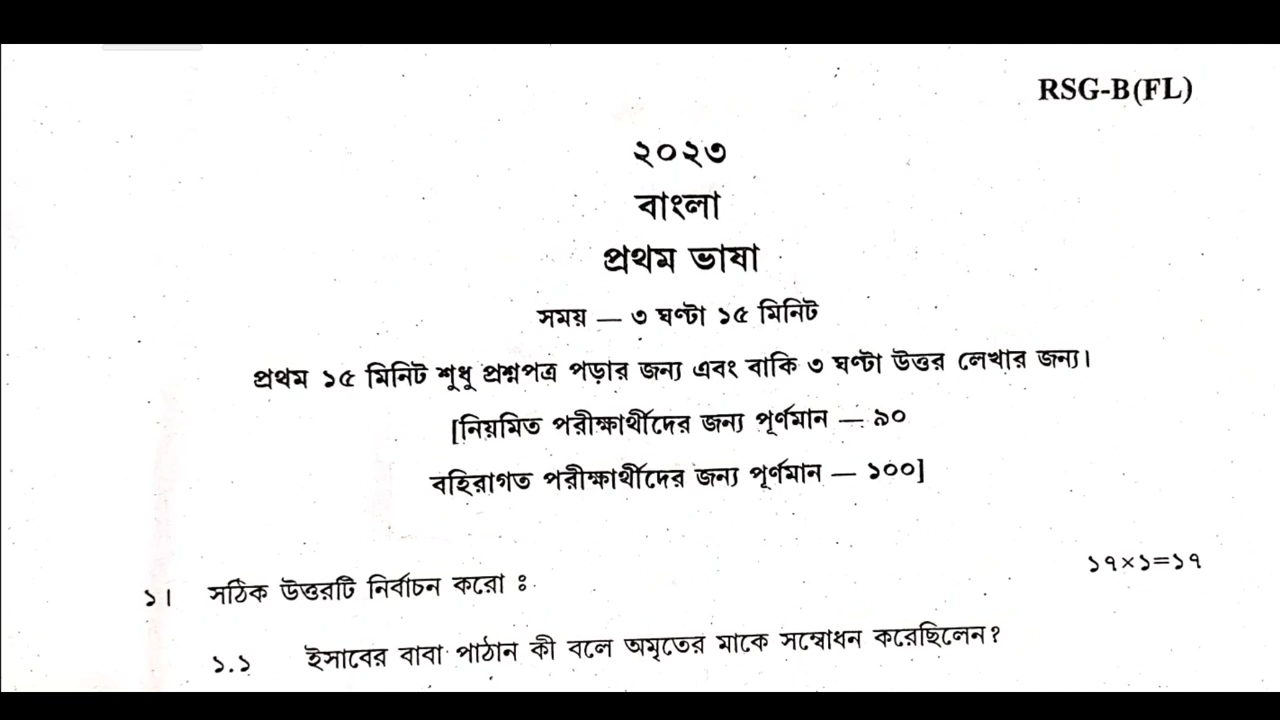 RSG-B(FL)
২০২৩
বাংলা
প্রথম ভাষা
সময় — ৩ ঘণ্টা ১৫ মিনিট
প্রথম ১৫ মিনিট শুধু প্রশ্নপত্র পড়ার জন্য এবং বাকি ৩ ঘণ্টা উত্তর লেখার জন্য।
[নিয়মিত পরীক্ষার্থীদের জন্য পূর্ণমান — ৯০
বহিরাগত পরীক্ষার্থীদের জন্য পূর্ণমান — ১০০]
১। সঠিক উত্তরটি নির্বাচন করো ঃ ১৭×১=১৭
১.১ ইসাবের বাবা পাঠান কী বলে অমৃতের মাকে সম্বোধন করেছিলেন?